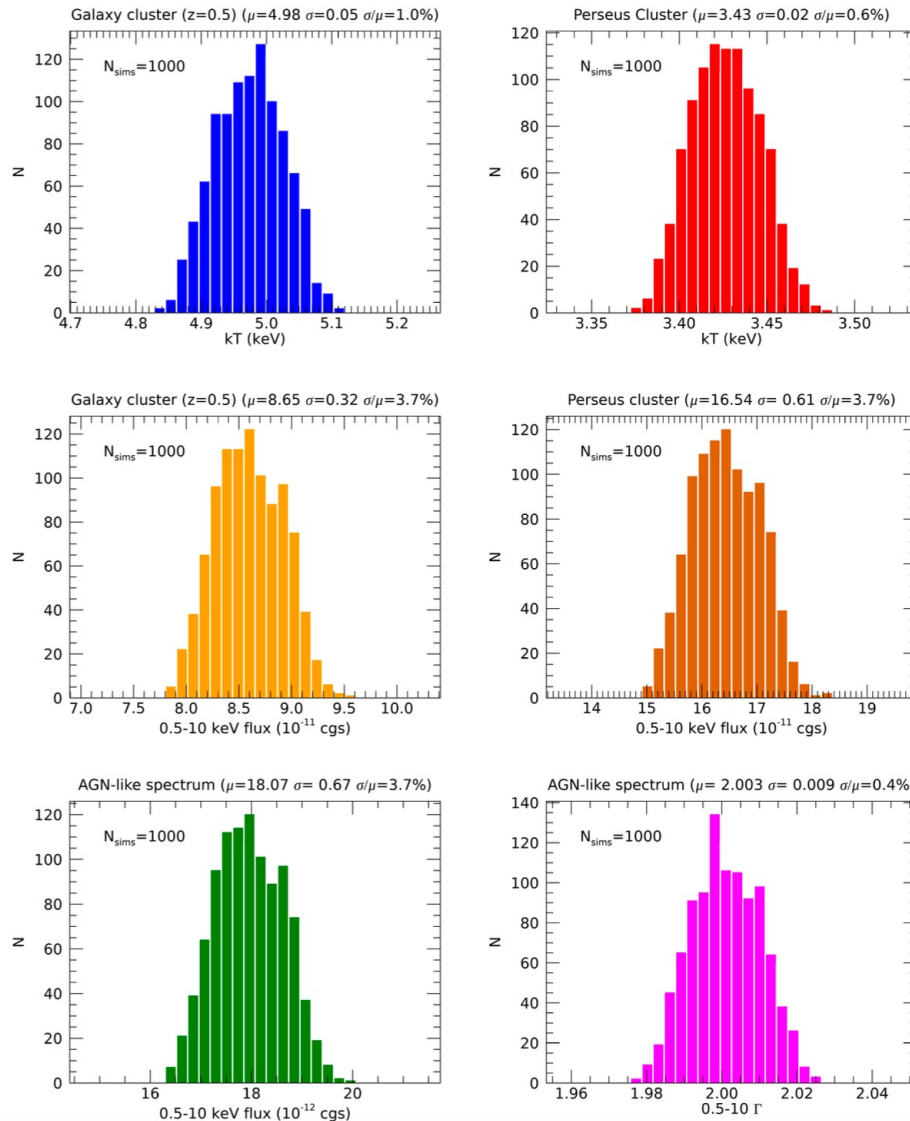 Galaxy cluster (z=0.5) (μ=4.98 σ=0.05 σ/μ=1.0%)
N_sims=1000
N
120
100
80
60
40
20
0
4.7 4.8 4.9 5.0 5.1 5.2
kT (keV)
Perseus Cluster (μ=3.43 σ=0.02 σ/μ=0.6%)
N_sims=1000
N
120
100
80
60
40
20
0
3.35 3.40 3.45 3.50
kT (keV)
Galaxy cluster (z=0.5) (μ=8.65 σ=0.32 σ/μ=3.7%)
N_sims=1000
N
120
100
80
60
40
20
0
7.0 7.5 8.0 8.5 9.0 9.5 10.0
0.5-10 keV flux (10⁻¹¹ cgs)
Perseus cluster (μ=16.54 σ= 0.61 σ/μ=3.7%)
N_sims=1000
N
120
100
80
60
40
20
0
14 15 16 17 18 19
0.5-10 keV flux (10⁻¹¹ cgs)
AGN-like spectrum (μ=18.07 σ= 0.67 σ/μ=3.7%)
N_sims=1000
N
120
100
80
60
40
20
0
16 18 20
0.5-10 keV flux (10⁻¹² cgs)
AGN-like spectrum (μ= 2.003 σ= 0.009 σ/μ=0.4%
N_sims=1000
N
140
120
100
80
60
40
20
0
1.96 1.98 2.00 2.02 2.04
0.5-10 Γ